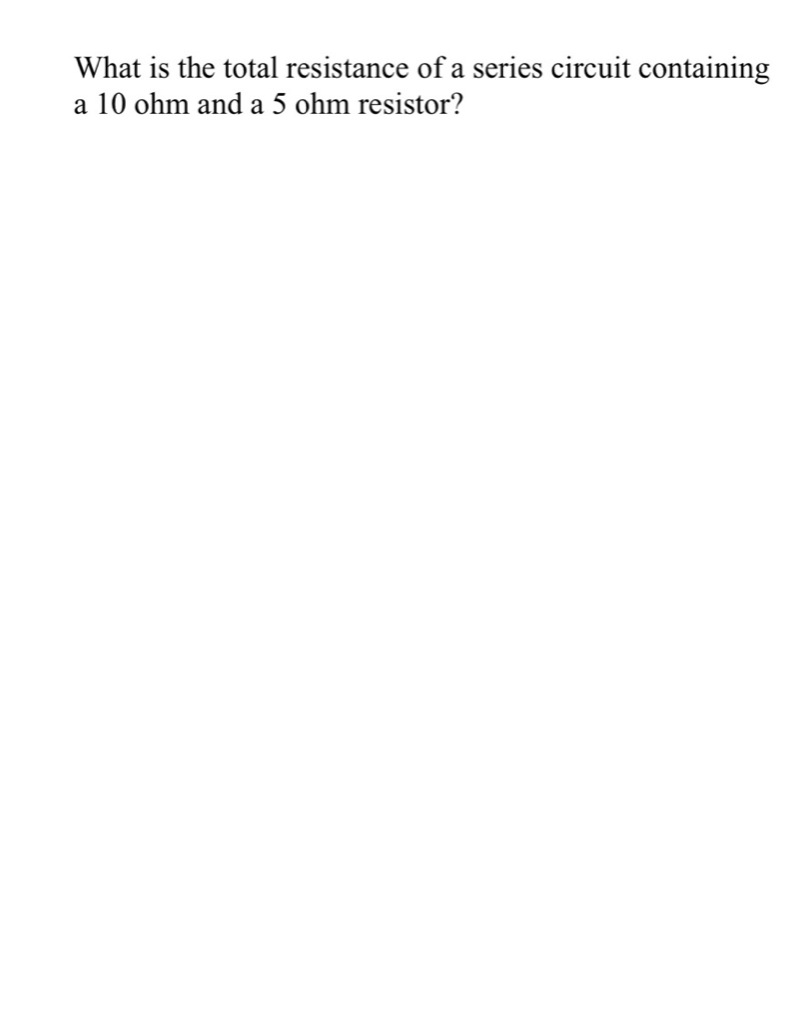 What is the total resistance of a series circuit containing
a 10 ohm and a 5 ohm resistor?